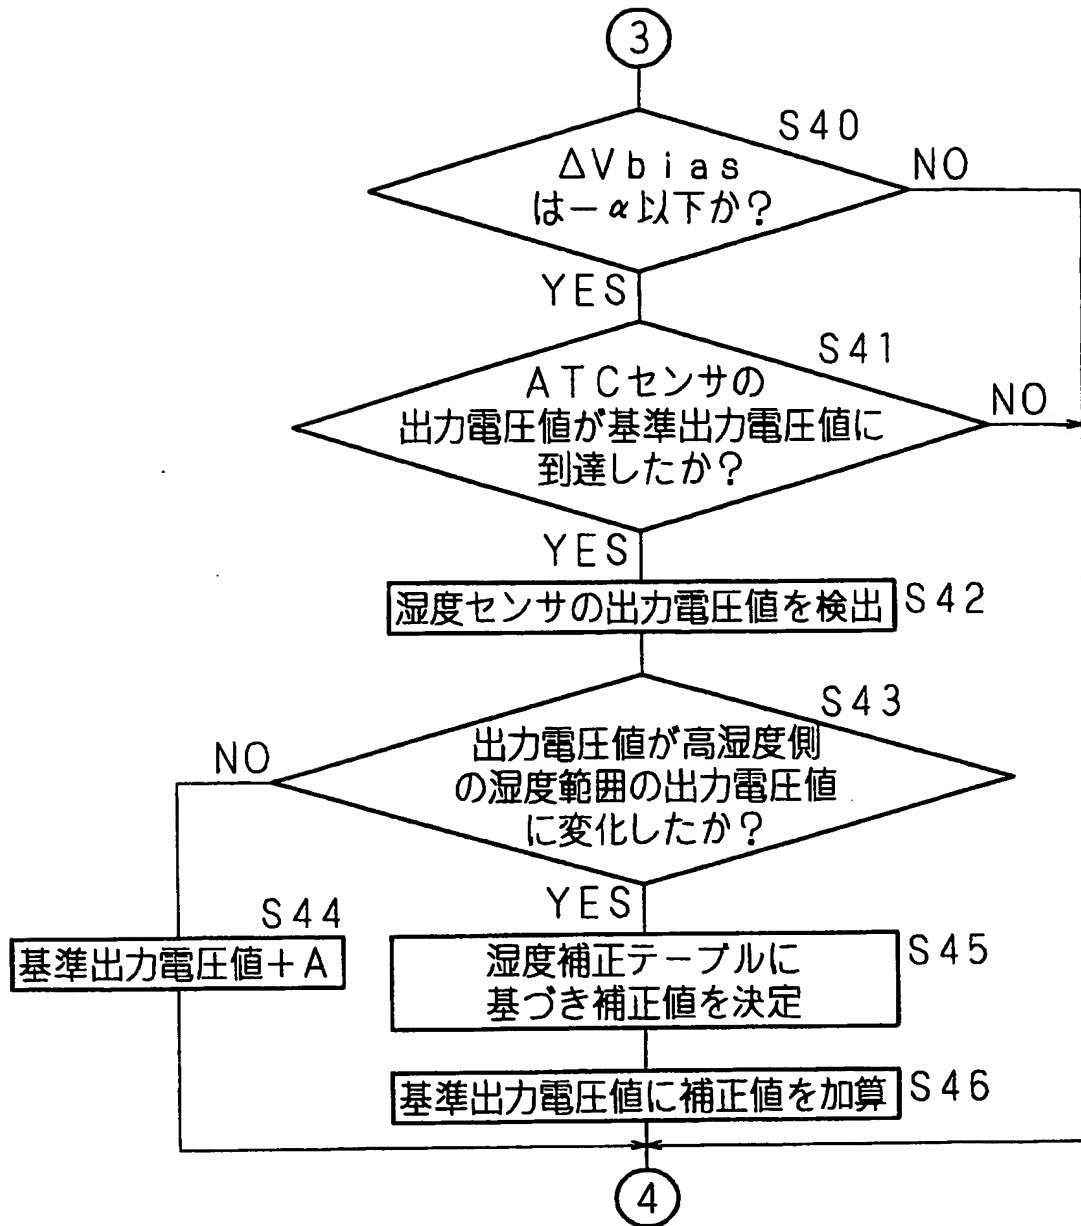 3
S40
ΔVbias
は－α以下か？
NO
YES
S41
ATCセンサの
出力電圧値が基準出力電圧値に
到達したか？
NO
YES
湿度センサの出力電圧値を検出
S42
S43
出力電圧値が高湿度側
の湿度範囲の出力電圧値
に変化したか？
NO
YES
S44
基準出力電圧値＋A
湿度補正テーブルに
基づき補正値を決定
S45
基準出力電圧値に補正値を加算
S46
4